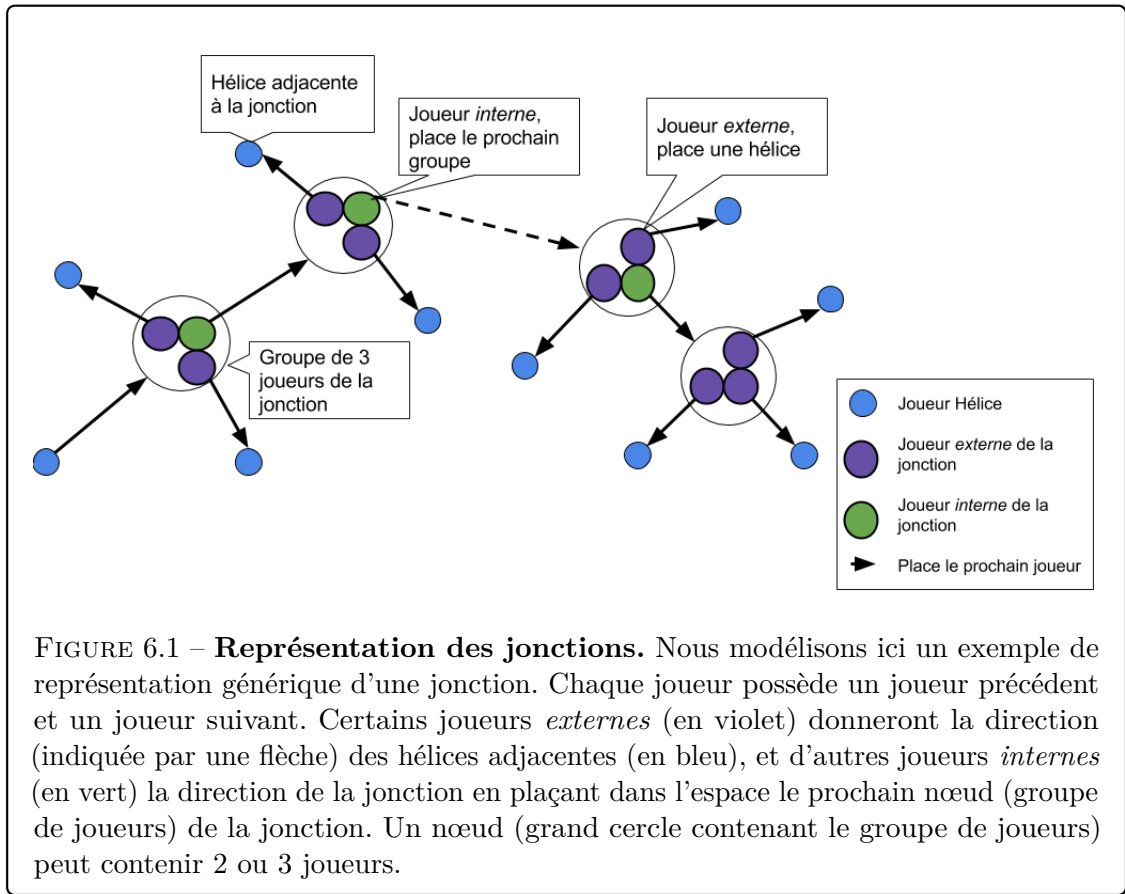 Hélice adjacente
à la jonction
Joueur interne,
place le prochain
groupe
Joueur externe,
place une hélice
Groupe de 3
joueurs de la
jonction
Joueur Hélice
Joueur externe de la
jonction
Joueur interne de la
jonction
Place le prochain joueur
FIGURE 6.1 – Représentation des jonctions. Nous modélisons ici un exemple de
représentation générique d'une jonction. Chaque joueur possède un joueur précédent
et un joueur suivant. Certains joueurs externes (en violet) donneront la direction
(indiquée par une flèche) des hélices adjacentes (en bleu), et d'autres joueurs internes
(en vert) la direction de la jonction en plaçant dans l'espace le prochain nœud (groupe
de joueurs) de la jonction. Un nœud (grand cercle contenant le groupe de joueurs)
peut contenir 2 ou 3 joueurs.